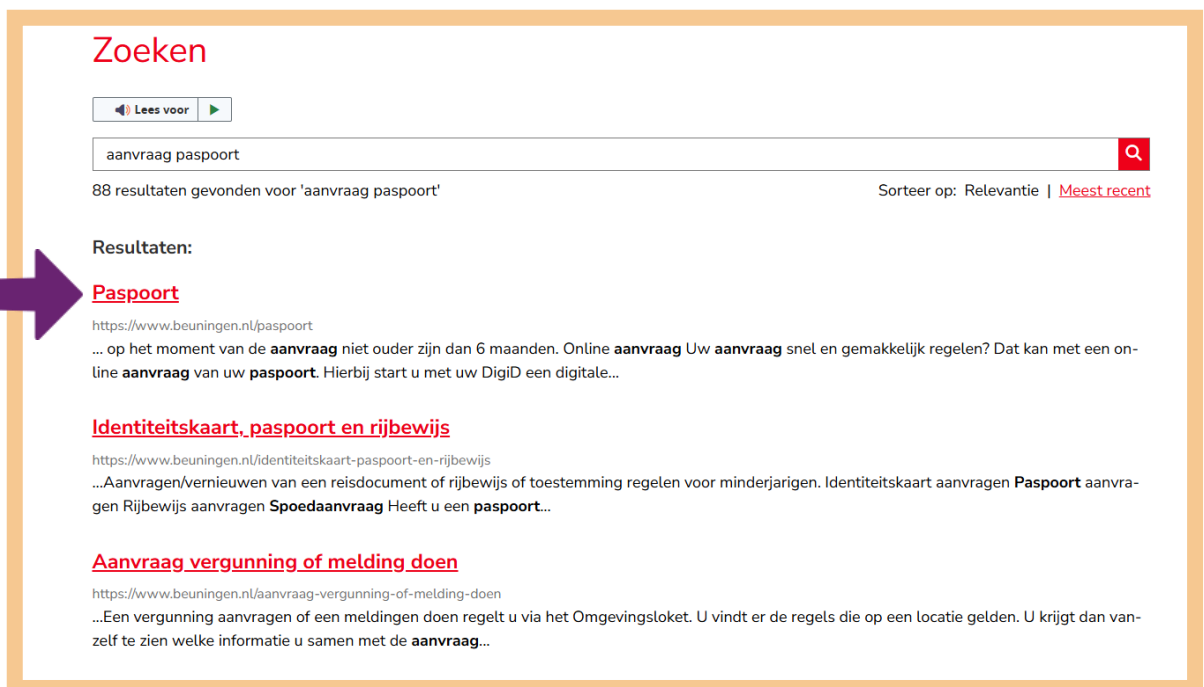 Zoeken
Lees voor
aanvraag paspoort
88 resultaten gevonden voor 'aanvraag paspoort'
Sorteer op: Relevantie | Meest recent
Resultaten:
Paspoort
https://www.beuningen.nl/paspoort
... op het moment van de aanvraag niet ouder zijn dan 6 maanden. Online aanvraag Uw aanvraag snel en gemakkelijk regelen? Dat kan met een on-
line aanvraag van uw paspoort. Hierbij start u met uw DigiD een digitale...
Identiteitskaart, paspoort en rijbewijs
https://www.beuningen.nl/identiteitskaart-paspoort-en-rijbewijs
...Aanvragen/vernieuwen van een reisdocument of rijbewijs of toestemming regelen voor minderjarigen. Identiteitskaart aanvragen Paspoort aanvra-
gen Rijbewijs aanvragen Spoedaanvraag Heeft u een paspoort...
Aanvraag vergunning of melding doen
https://www.beuningen.nl/aanvraag-vergunning-of-melding-doen
...Een vergunning aanvragen of een meldingen doen regelt u via het Omgevingsloket. U vindt er de regels die op een locatie gelden. U krijgt dan van-
zelf te zien welke informatie u samen met de aanvraag...